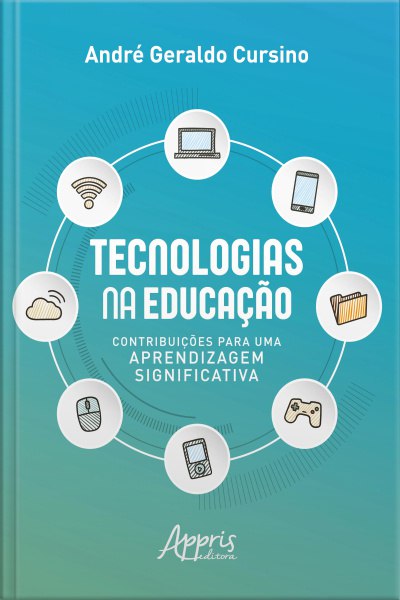 André Geraldo Cursino
TECNOLOGIAS
NA EDUCAÇÃO
CONTRIBUIÇÕES PARA UMA
APRENDIZAGEM
SIGNIFICATIVA
Appris
editora